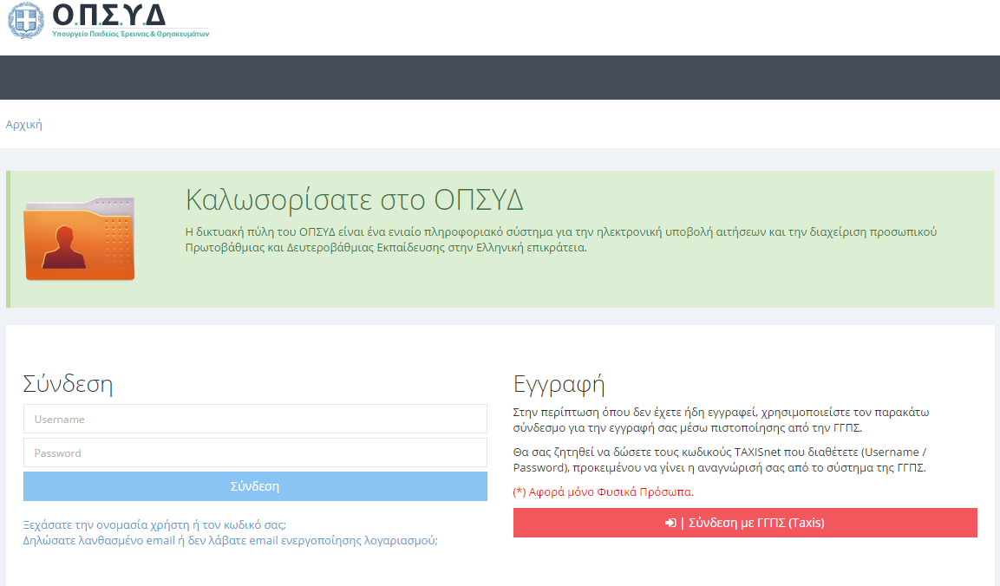 Ο.Π.Σ.Υ.Δ
Υπουργείο Παιδείας Έρευνας & Θρησκευμάτων
Αρχική
Καλωσορίσατε στο ΟΠΣΥΔ
Η δικτυακή πύλη του ΟΠΣΥΔ είναι ένα ενιαίο πληροφοριακό σύστημα για την ηλεκτρονική υποβολή αιτήσεων και την διαχείριση προσωπικού
Πρωτοβάθμιας και Δευτεροβάθμιας Εκπαίδευσης στην Ελληνική επικράτεια.
Σύνδεση
Username
Password
Σύνδεση
Ξεχάσατε την ονομασία χρήστη ή τον κωδικό σας;
Δηλώσατε λανθασμένο email ή δεν λάβατε email ενεργοποίησης λογαριασμού;
Εγγραφή
Στην περίπτωση όπου δεν έχετε ήδη εγγραφεί, χρησιμοποιείστε τον παρακάτω
σύνδεσμο για την εγγραφή σας μέσω πιστοποίησης από την ΓΓΠΣ.
Θα σας ζητηθεί να δώσετε τους κωδικούς TAXISnet που διαθέτετε (Username /
Password), προκειμένου να γίνει η αναγνώρισή σας από το σύστημα της ΓΓΠΣ.
(*) Αφορά μόνο Φυσικά Πρόσωπα.
| Σύνδεση με ΓΓΠΣ (Taxis)